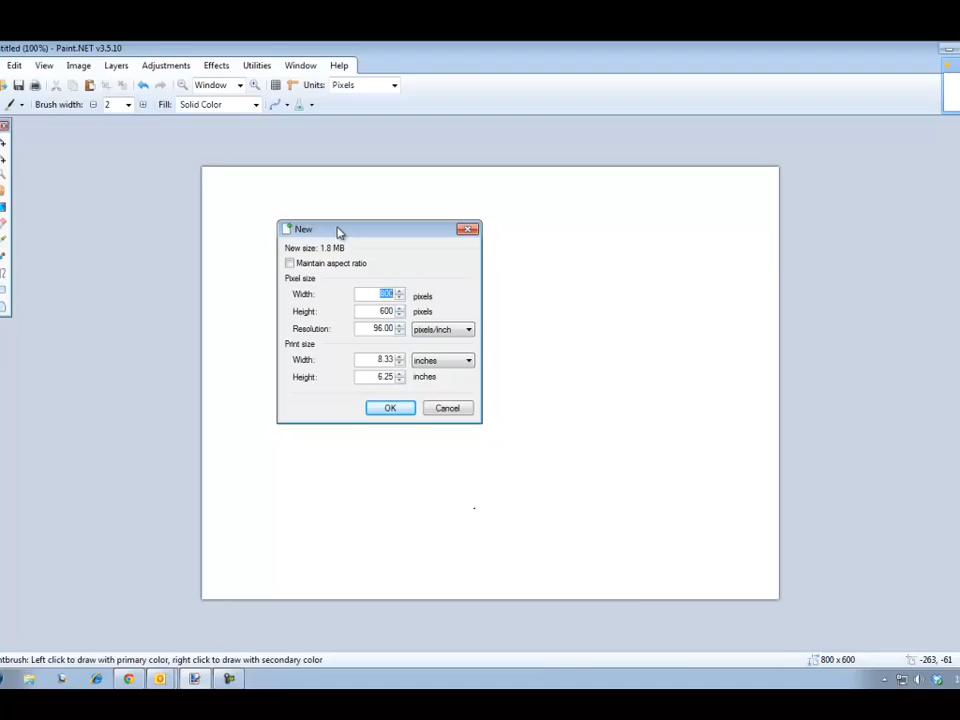 ntitled (100%) - Paint.NET v3.5.10
Edit View Image Layers Adjustments Effects Utilities Window Help
Window Units: Pixels
Brush width: 2 Fill: Solid Color
New
New size: 1.8 MB
Maintain aspect ratio
Pixel size
Width: 800 pixels
Height: 600 pixels
Resolution: 96.00 pixels/inch
Print size
Width: 8.33 inches
Height: 6.25 inches
OK Cancel
ntbrush: Left click to draw with primary color, right click to draw with secondary color 800 x 600 -263, -61